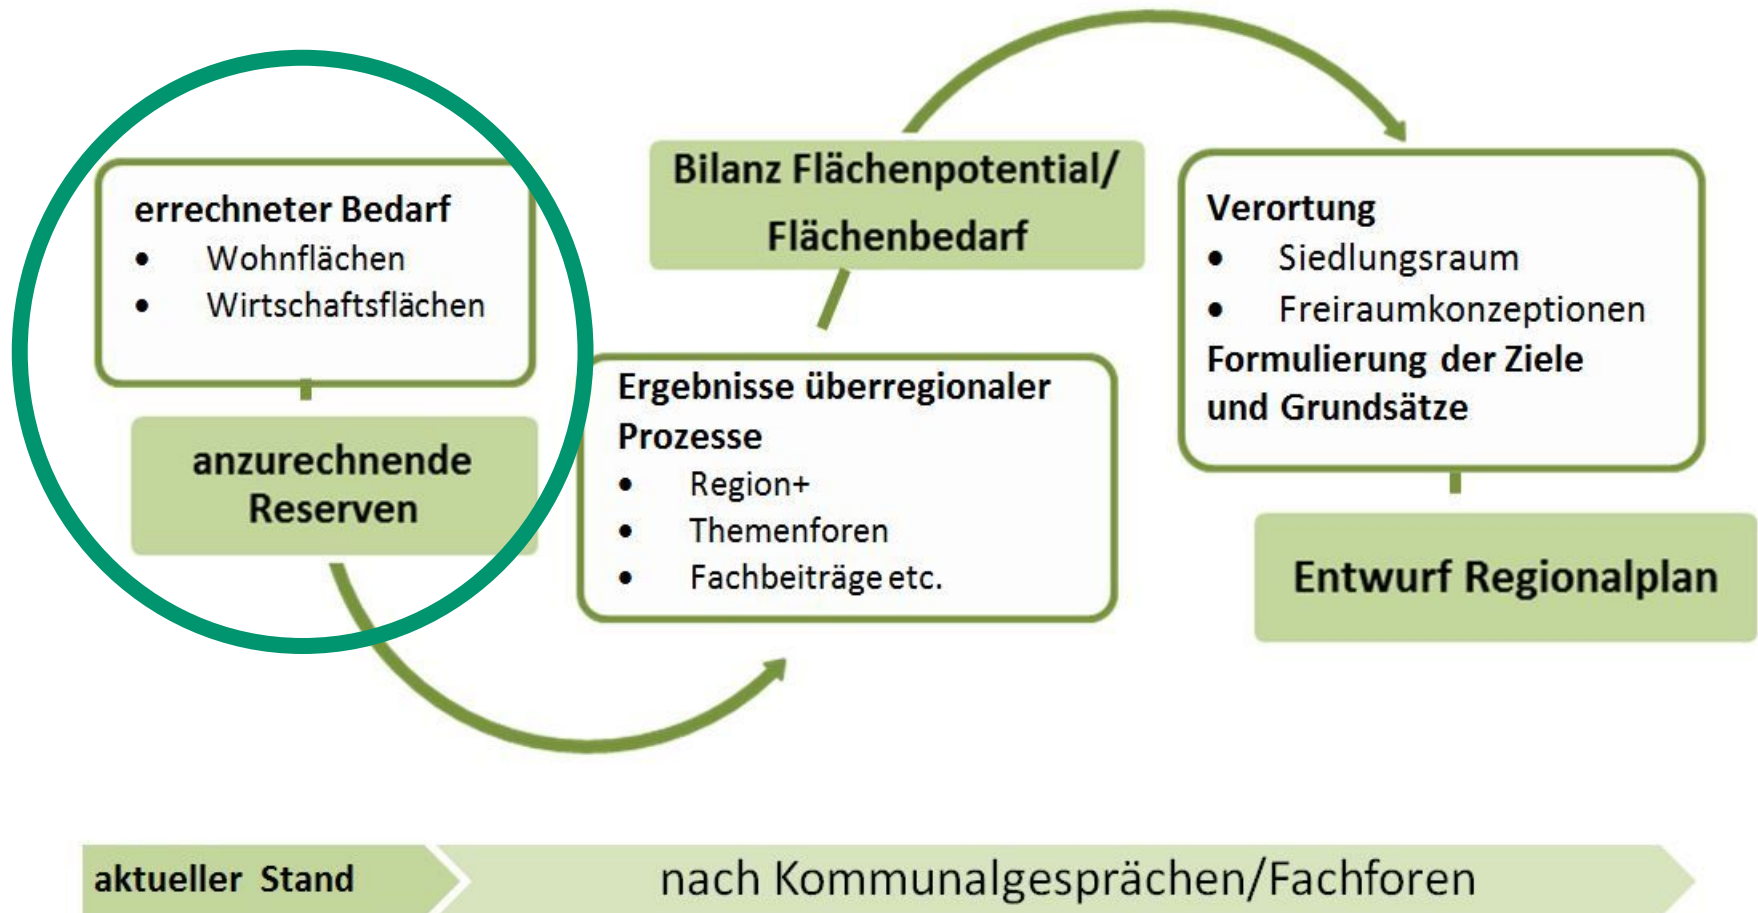 errechneter Bedarf
• Wohnflächen
• Wirtschaftsflächen
anzurechnende
Reserven
Bilanz Flächenpotential/
Flächenbedarf
Ergebnisse überregionaler
Prozesse
• Region+
• Themenforen
• Fachbeiträge etc.
Verortung
• Siedlungsraum
• Freiraumkonzeptionen
Formulierung der Ziele
und Grundsätze
Entwurf Regionalplan
aktueller Stand
nach Kommunalgesprächen/Fachforen